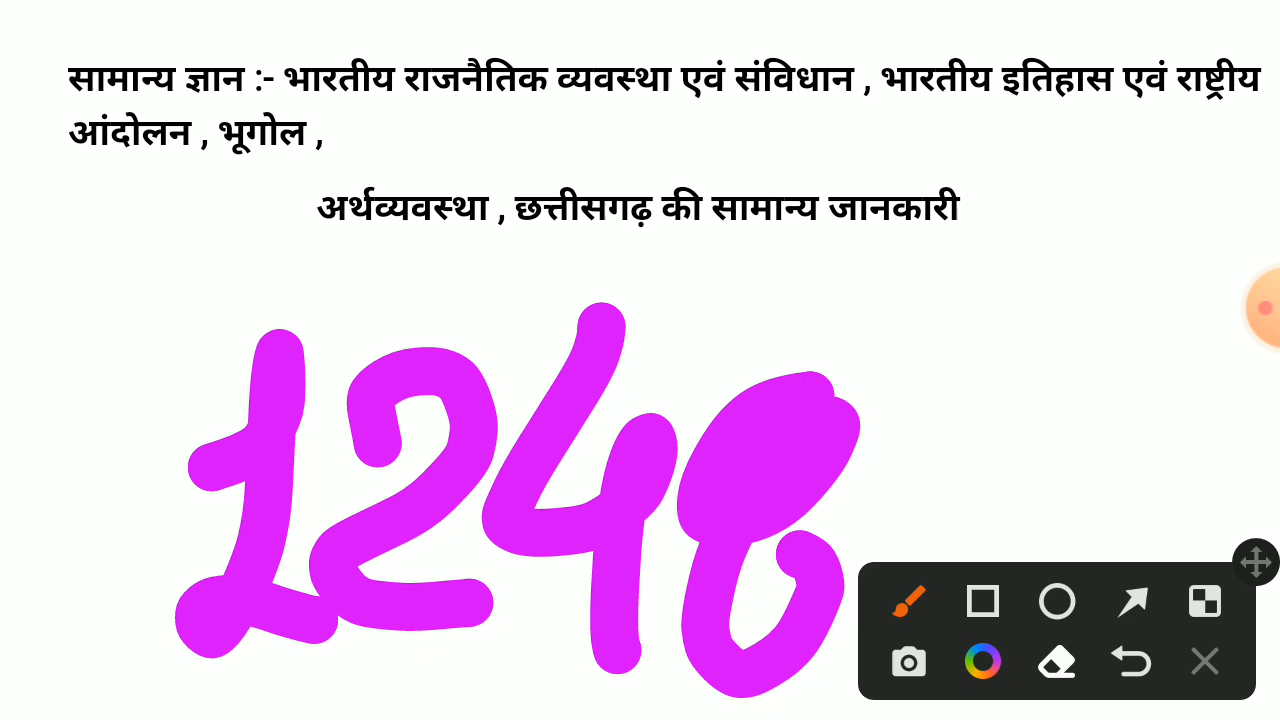 सामान्य ज्ञान :- भारतीय राजनैतिक व्यवस्था एवं संविधान , भारतीय इतिहास एवं राष्ट्रीय
आंदोलन , भूगोल ,
अर्थव्यवस्था , छत्तीसगढ़ की सामान्य जानकारी
1248